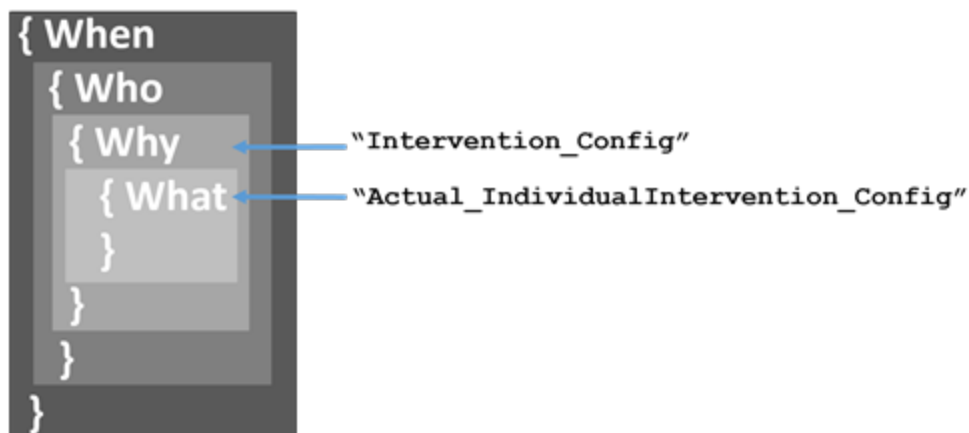 { When
{ Who
{ Why
“Intervention_Config”
{ What
“Actual_IndividualIntervention_Config”
}
}
}
}